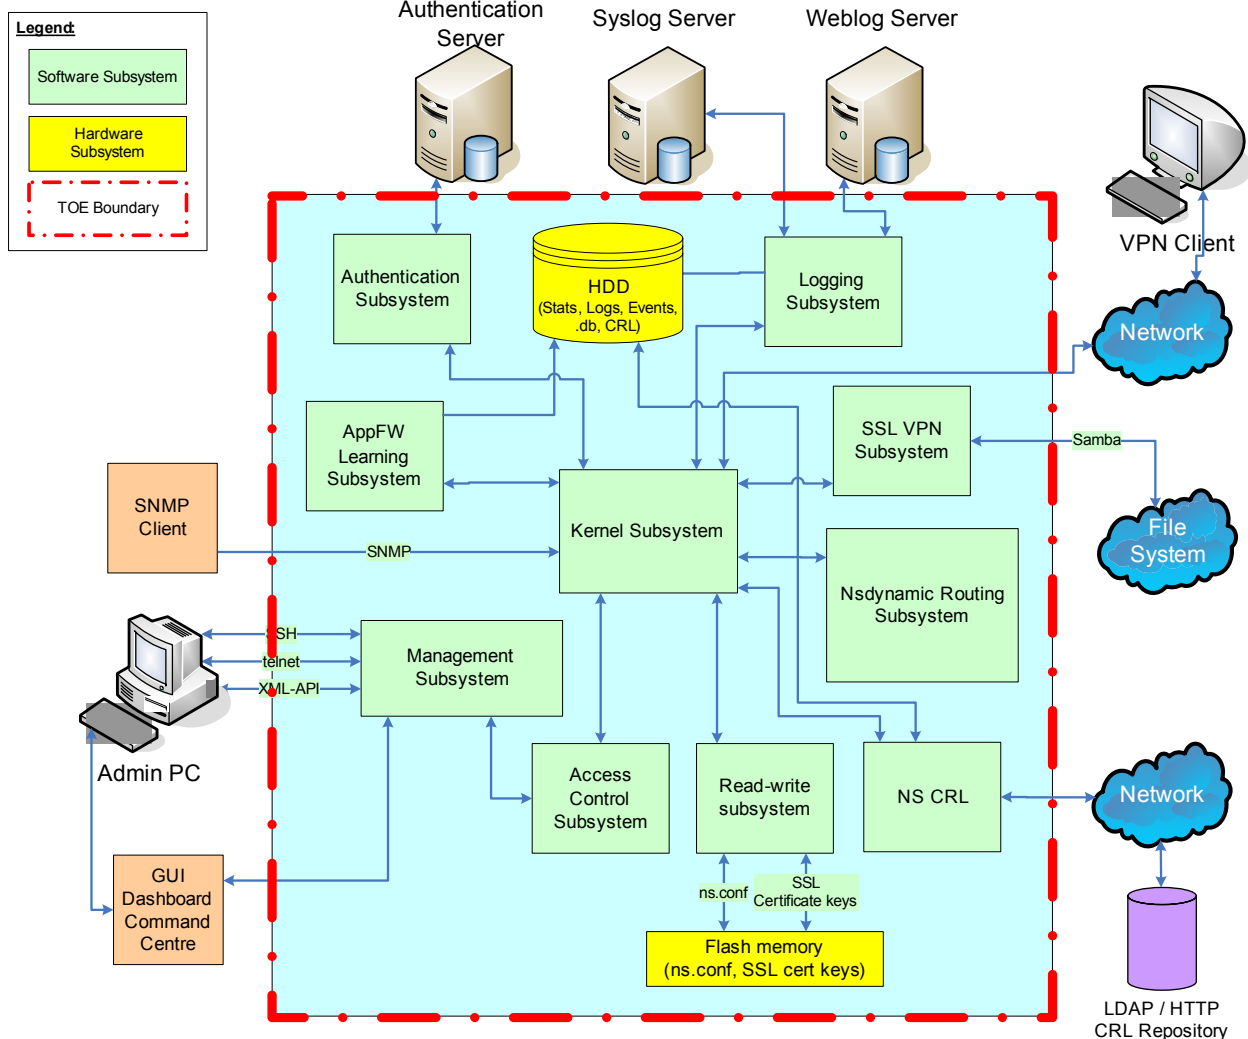 Legend:
Software Subsystem
Hardware
Subsystem
TOE Boundary
Authentication
Server
Syslog Server
Weblog Server
VPN Client
Authentication
Subsystem
HDD
(Stats, Logs, Events,
.db, CRL)
Logging
Subsystem
Network
AppFW
Learning
Subsystem
SSL VPN
Subsystem
Samba
File
System
SNMP
Client
SNMP
Kernel Subsystem
Nsdynamic Routing
Subsystem
SSH
telnet
XML-API
Management
Subsystem
Admin PC
Access
Control
Subsystem
Read-write
subsystem
NS CRL
Network
GUI
Dashboard
Command
Centre
ns.conf
SSL
Certificate keys
Flash memory
(ns.conf, SSL cert keys)
LDAP / HTTP
CRL Repository